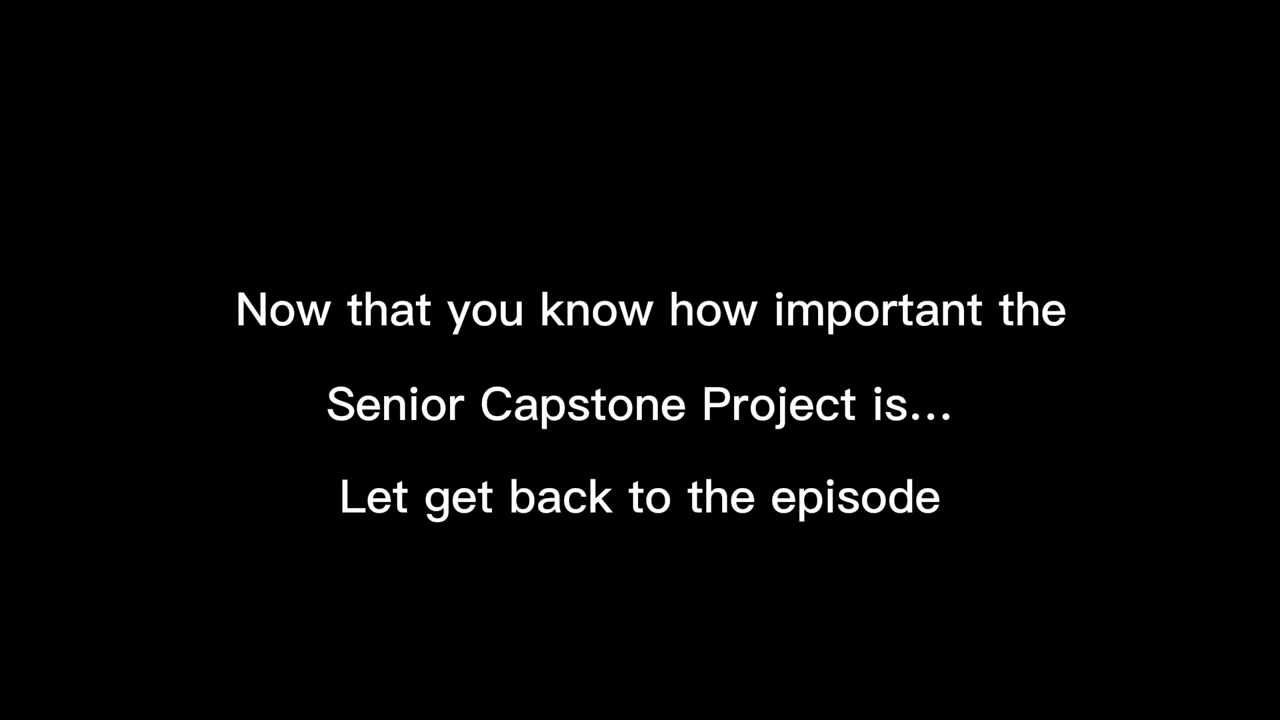 Now that you know how important the
Senior Capstone Project is...
Let get back to the episode